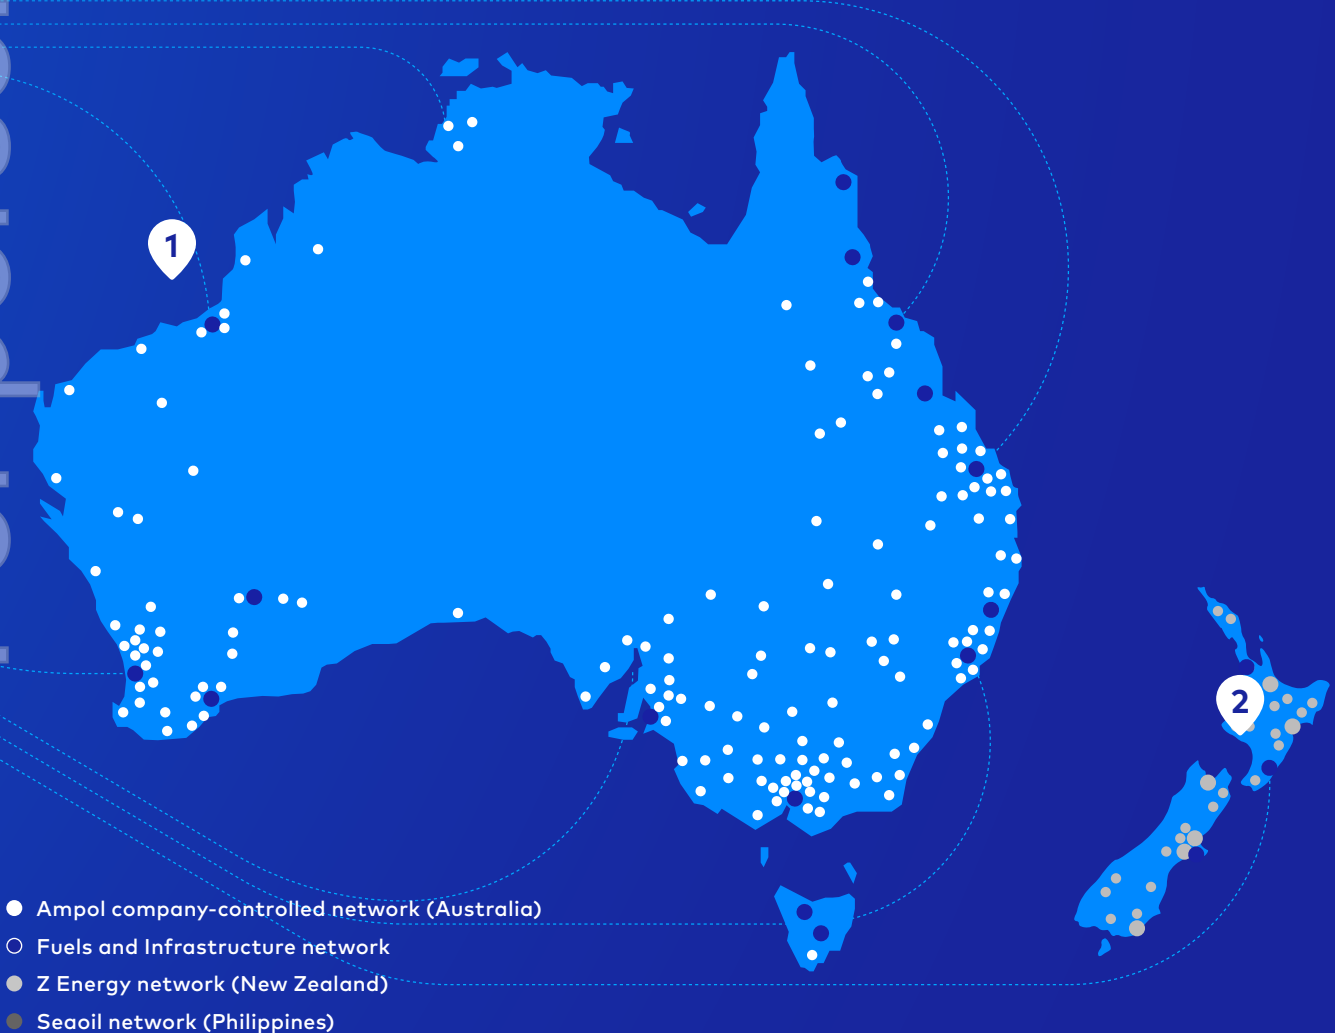 1
2
Ampol company-controlled network (Australia)
Fuels and Infrastructure network
Z Energy network (New Zealand)
Seaoil network (Philippines)